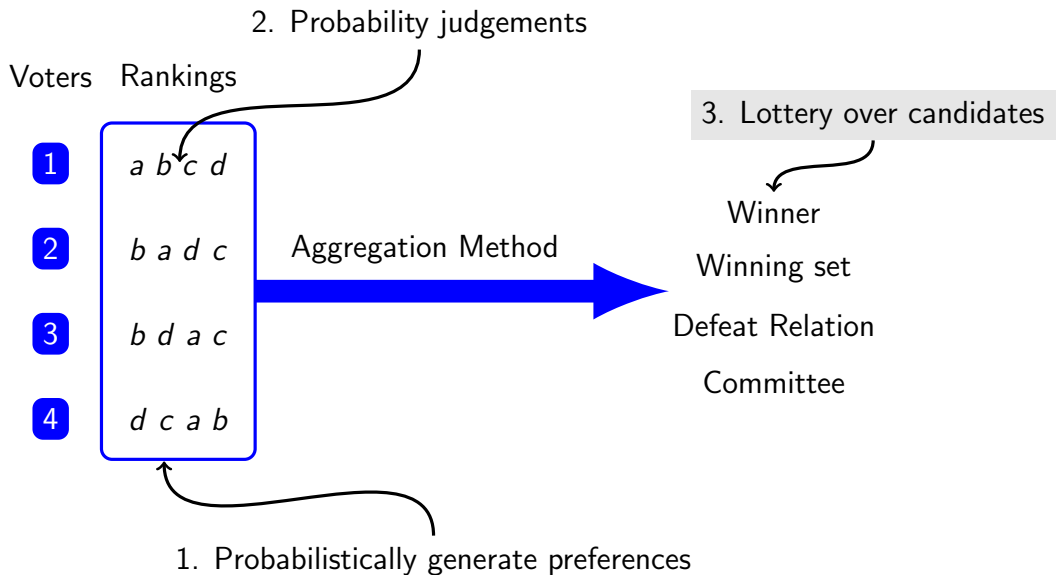 2. Probability judgements
Voters Rankings
3. Lottery over candidates
1 a b c d
2 b a d c
3 b d a c
4 d c a b
Aggregation Method
Winner
Winning set
Defeat Relation
Committee
1. Probabilistically generate preferences